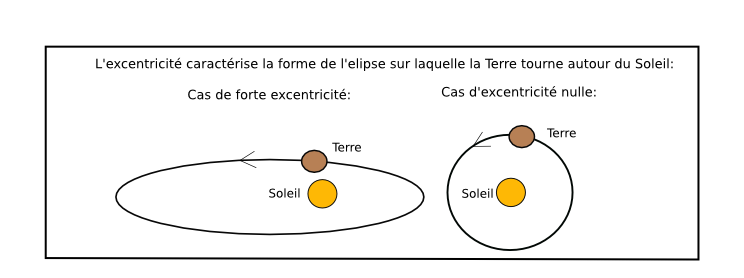 L'excentricité caractérise la forme de l'elipse sur laquelle la Terre tourne autour du Soleil:
Cas de forte excentricité:
Cas d'excentricité nulle:
Terre
Soleil
Terre
Soleil